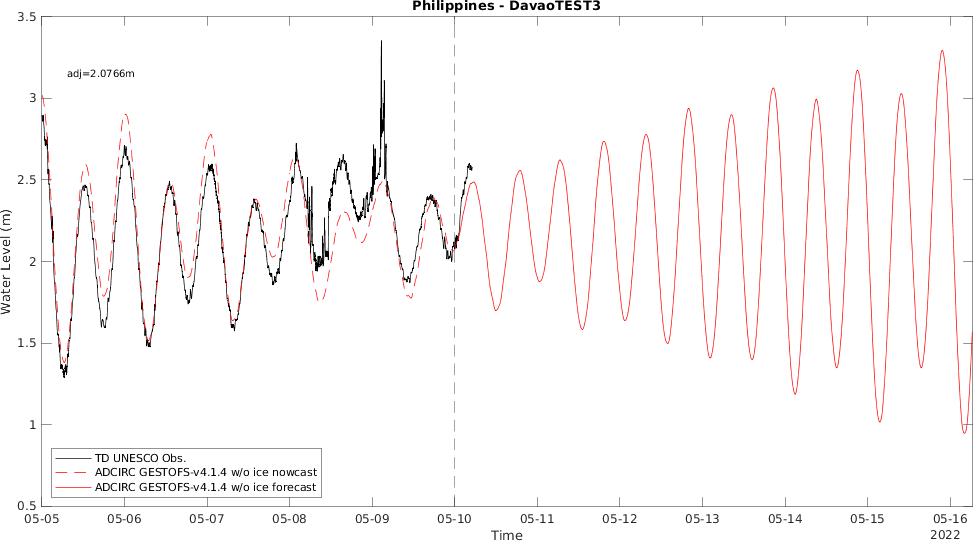 Philippines - DavaoTEST3
adj=2.0766m
Water Level (m)
3.5
3
2.5
2
1.5
1
0.5
TD UNESCO Obs.
ADCIRC GESTOFS-v4.1.4 w/o ice nowcast
ADCIRC GESTOFS-v4.1.4 w/o ice forecast
05-05 05-06 05-07 05-08 05-09 05-10 05-11 05-12 05-13 05-14 05-15 05-16
Time
2022